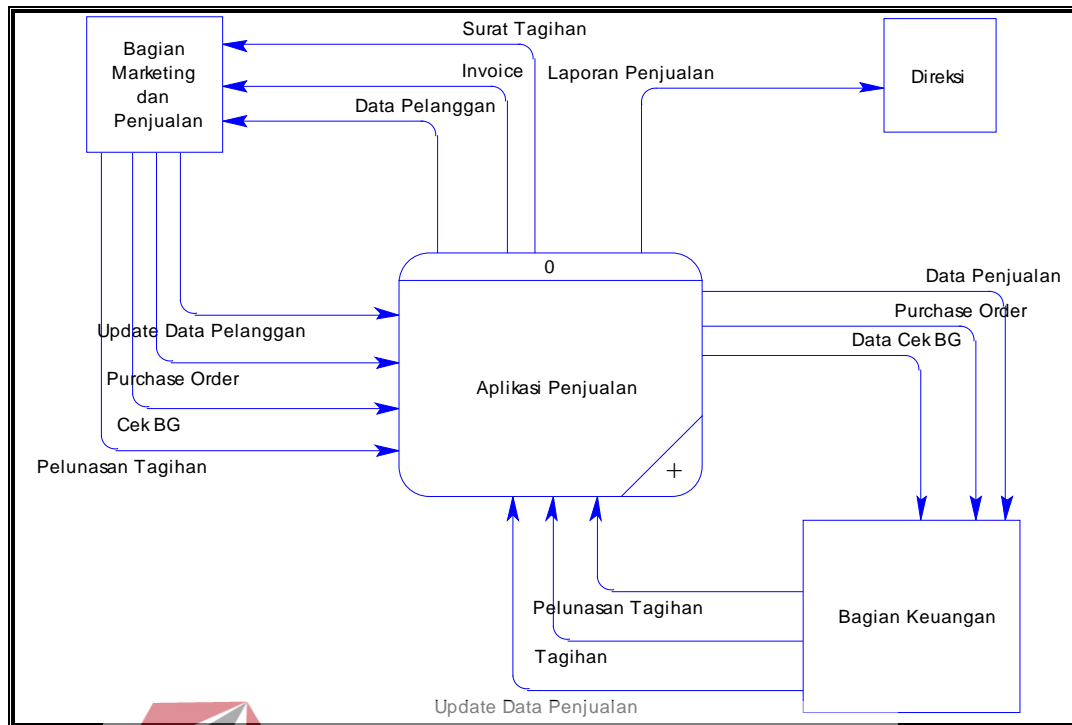 Surat Tagihan
Bagian
Marketing
dan
Penjualan
Invoice
Data Pelanggan
Laporan Penjualan
Direksi
0
Update Data Pelanggan
Purchase Order
Cek BG
Pelunasan Tagihan
Aplikasi Penjualan
+
Data Penjualan
Purchase Order
Data Cek BG
Pelunasan Tagihan
Tagihan
Update Data Penjualan
Bagian Keuangan